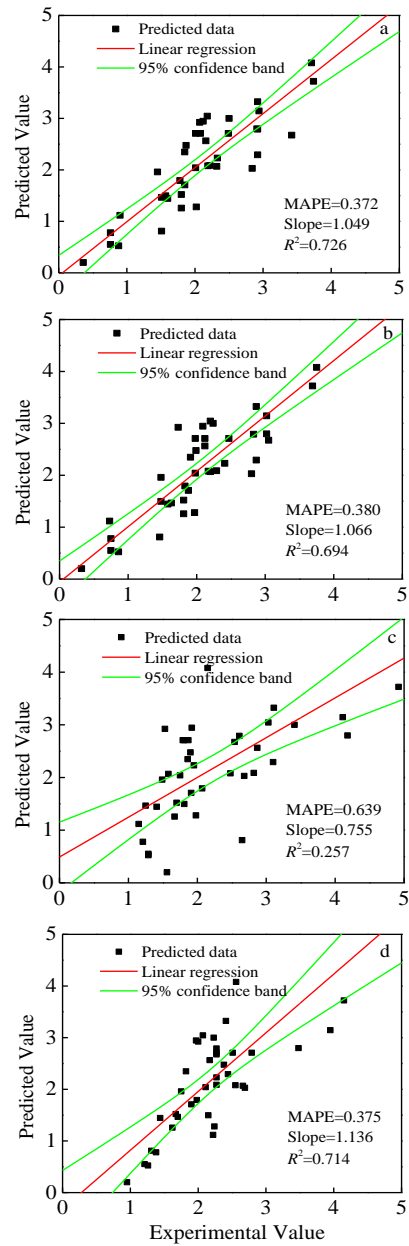 a
Predicted data
Linear regression
95% confidence band
MAPE=0.372
Slope=1.049
R²=0.726
Predicted Value
5
4
3
2
1
0
0 1 2 3 4 5
b
Predicted data
Linear regression
95% confidence band
MAPE=0.380
Slope=1.066
R²=0.694
Predicted Value
5
4
3
2
1
0
0 1 2 3 4 5
c
Predicted data
Linear regression
95% confidence band
MAPE=0.639
Slope=0.755
R²=0.257
Predicted Value
5
4
3
2
1
0
0 1 2 3 4 5
d
Predicted data
Linear regression
95% confidence band
MAPE=0.375
Slope=1.136
R²=0.714
Predicted Value
5
4
3
2
1
0
0 1 2 3 4 5
Experimental Value